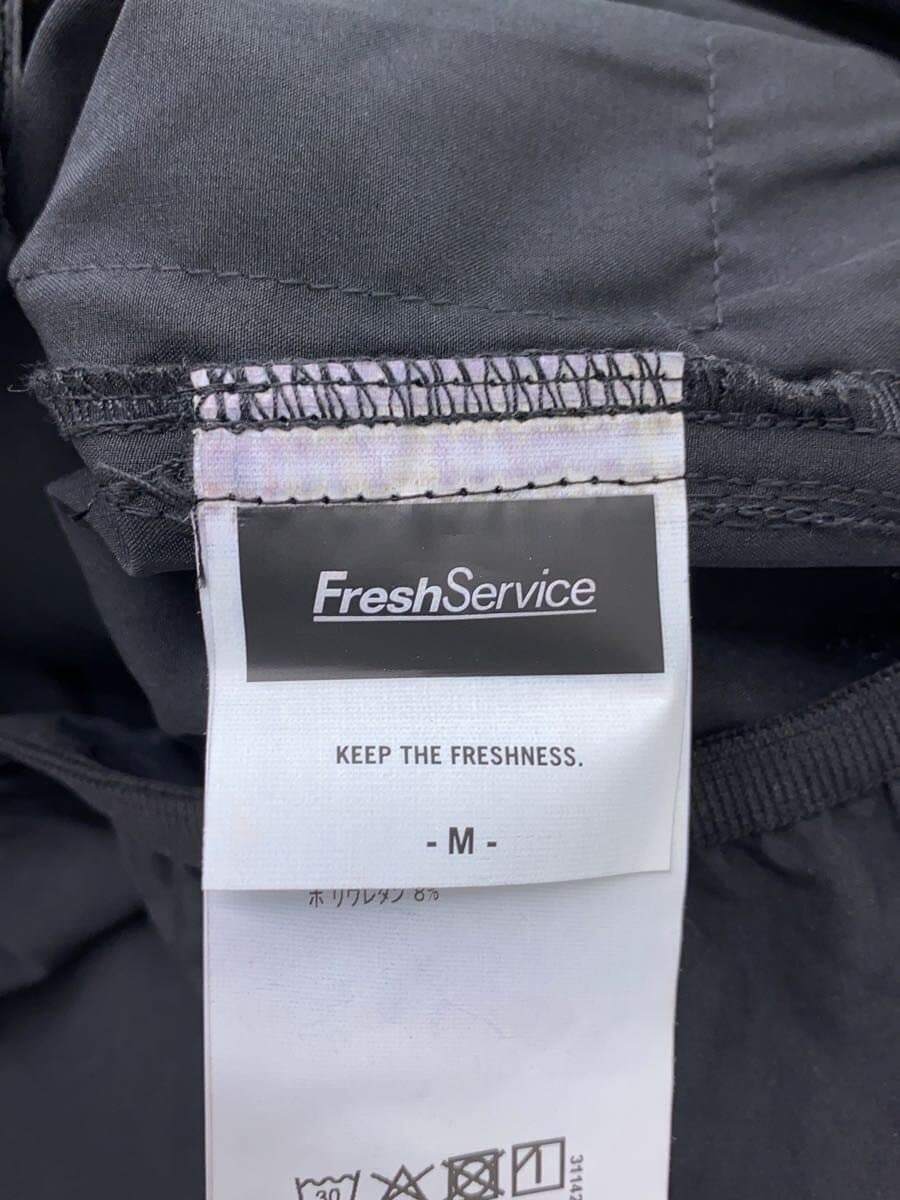 FreshService
KEEP THE FRESHNESS.
- M -
ポリウレタン 8%
30